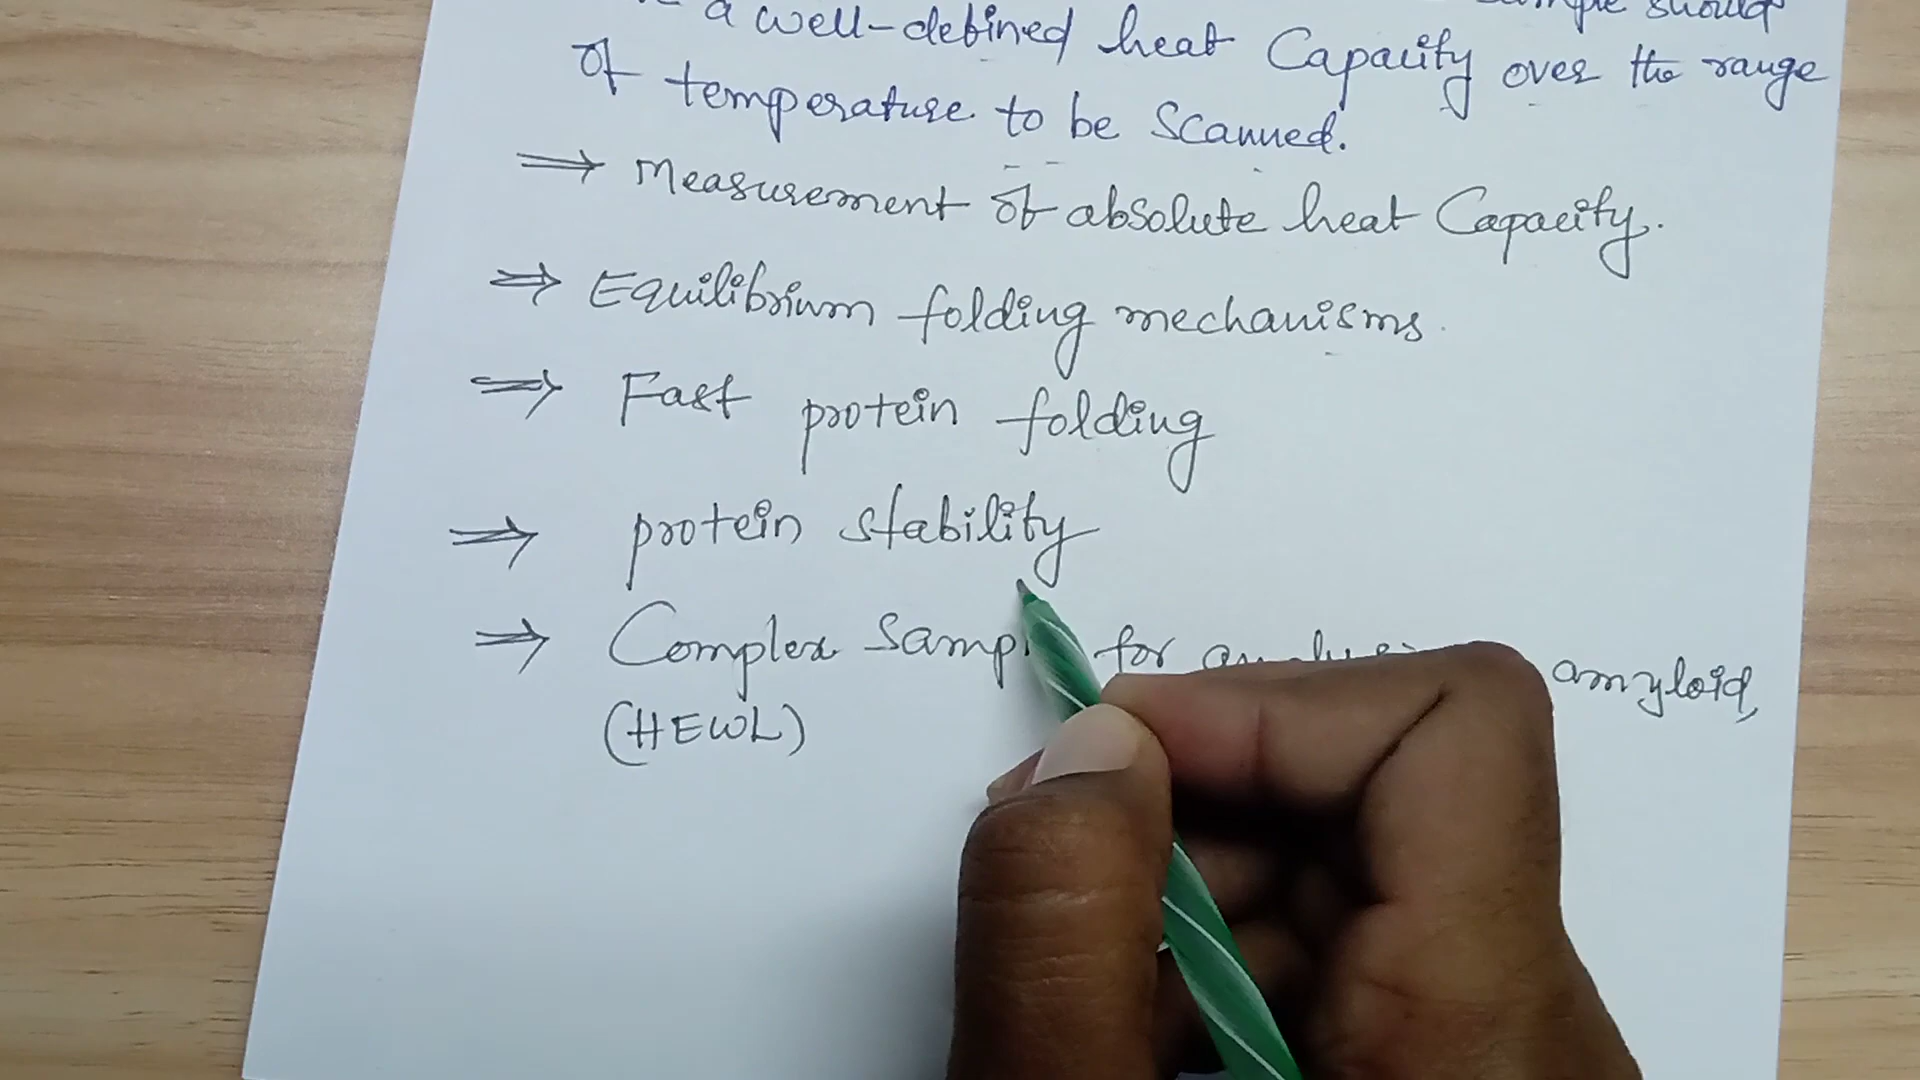 a well-defined heat Capacity over the range
of temperature to be Scanned.
⇒ Measurement of absolute heat Capacity.
⇒ Equilibrium folding mechanisms.
⇒ Fast protein folding
⇒ protein stability
⇒ Complex Samp for amyloid,
(HEWL)